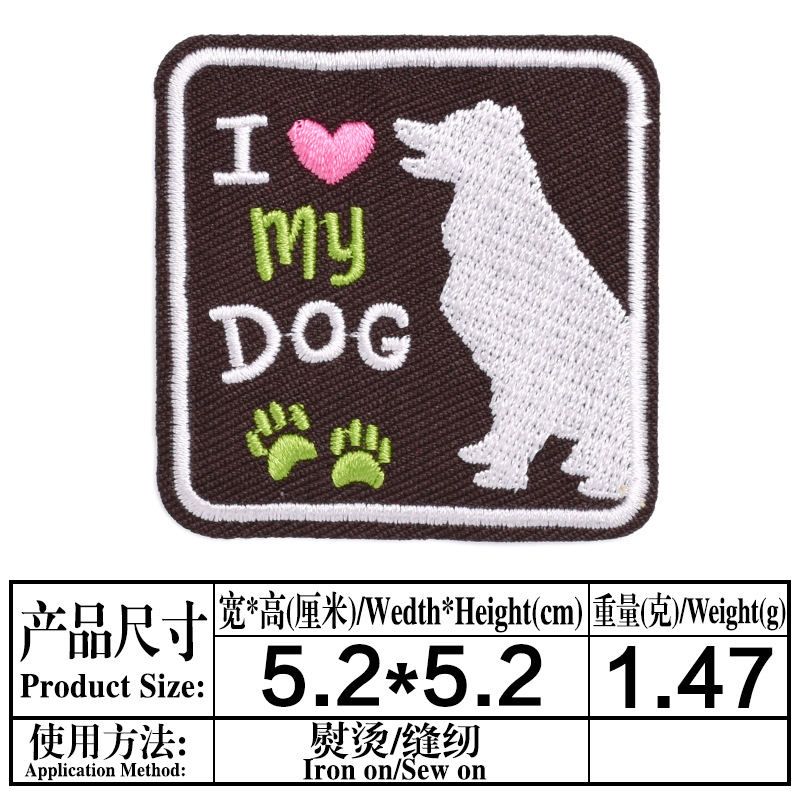 I
my
DOG
产品尺寸
Product Size:
宽*高(厘米)/Wedth*Height(cm)
重量(克)/Weight(g)
5.2*5.2
1.47
使用方法:
Application Method:
熨烫/缝纫
Iron on/Sew on